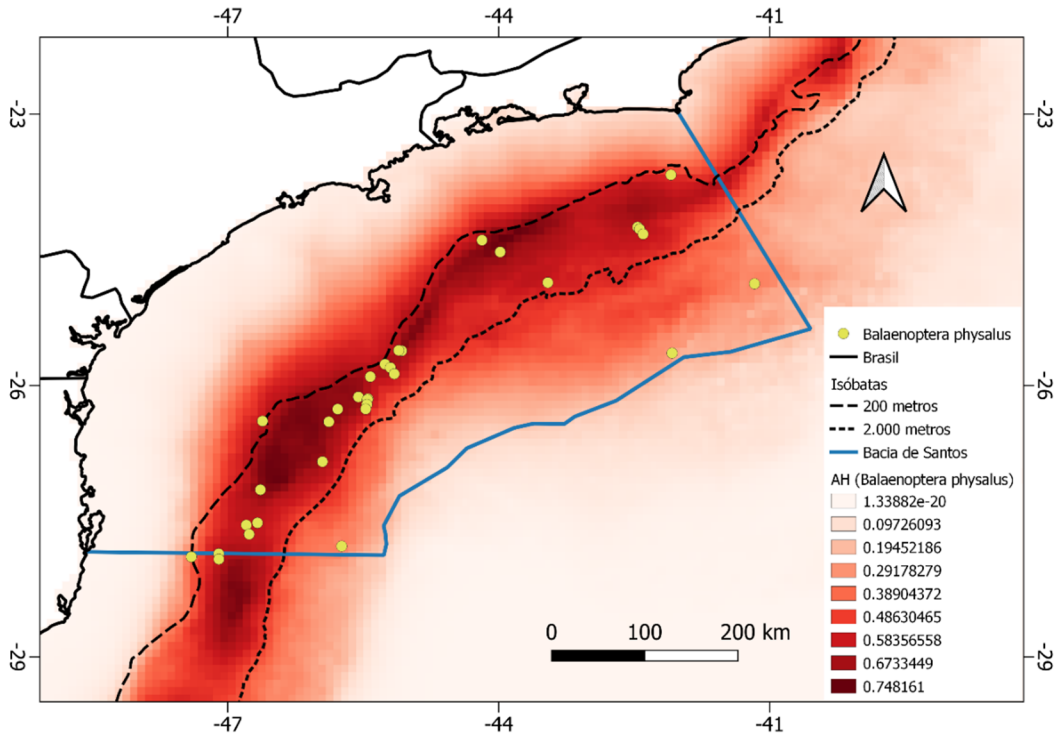 -47 -44 -41
-23 -23
-26 -26
-29 -29
Balaenoptera physalus
Brasil
Isóbatas
200 metros
2.000 metros
Bacia de Santos
AH (Balaenoptera physalus)
1.33882e-20
0.09726093
0.19452186
0.29178279
0.38904372
0.48630465
0.58356558
0.6733449
0.748161
0 100 200 km
-47 -44 -41